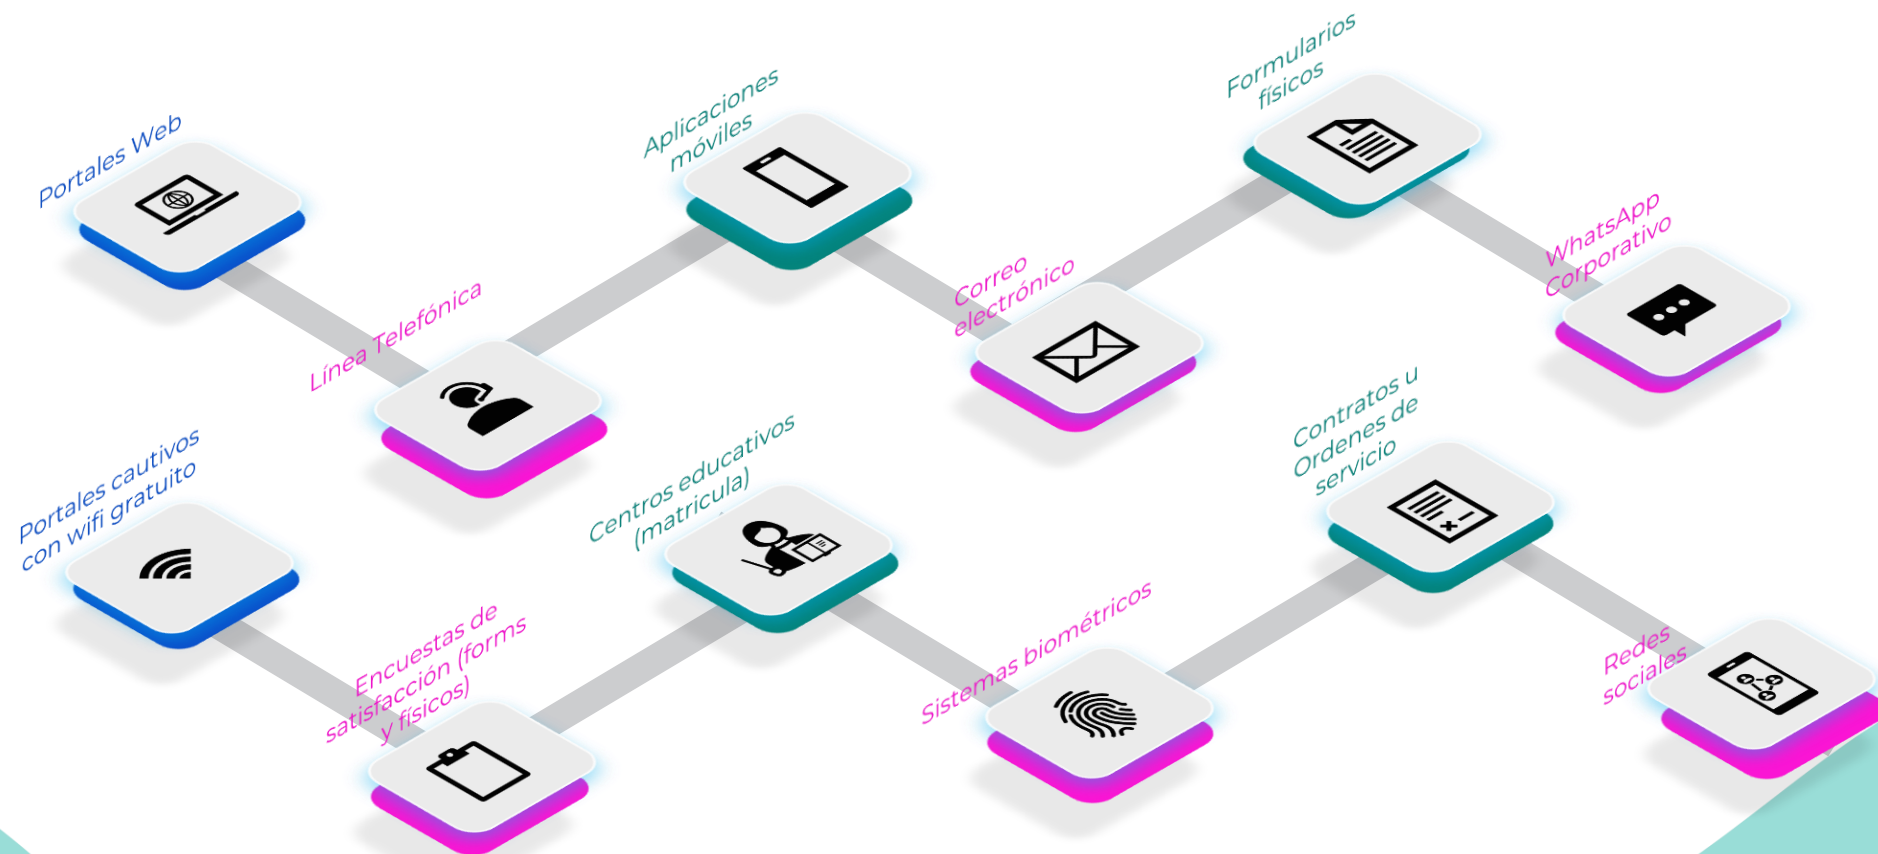 Portales Web
Línea Telefónica
Aplicaciones
móviles
Correo
electrónico
Formularios
físicos
WhatsApp
Corporativo
Portales cautivos
con wifi gratuito
Encuestas de
satisfacción (forms
y físicos)
Centros educativos
(matricula)
Sistemas biométricos
Contratos u
Ordenes de
servicio
Redes
sociales